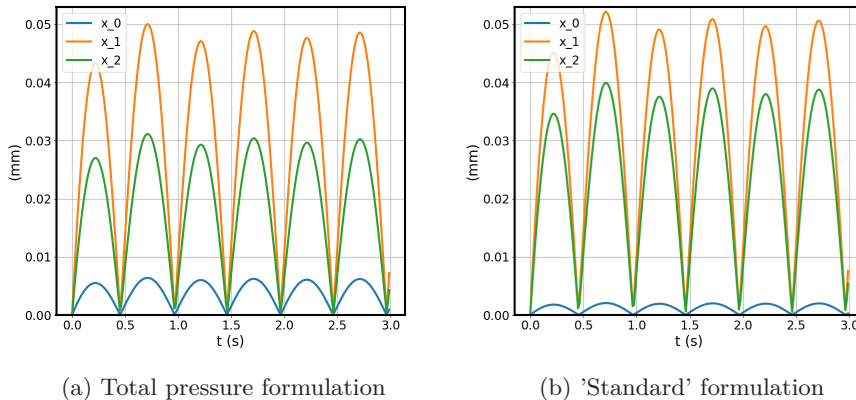 x_0
x_1
x_2
0.05
0.04
0.03
0.02
0.01
0.00
(mm)
0.0 0.5 1.0 1.5 2.0 2.5 3.0
t (s)
(a) Total pressure formulation
x_0
x_1
x_2
0.05
0.04
0.03
0.02
0.01
0.00
(mm)
0.0 0.5 1.0 1.5 2.0 2.5 3.0
t (s)
(b) ’Standard’ formulation